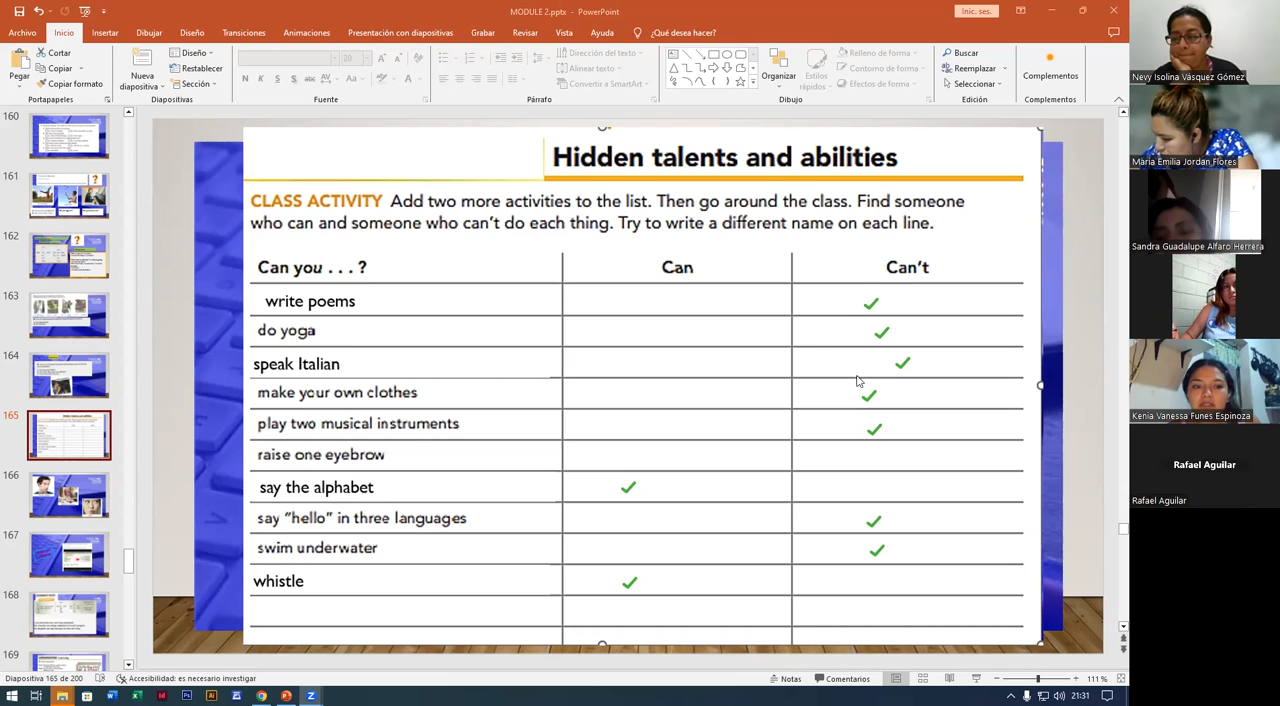 MODULE 2.pptx – PowerPoint
Inic. ses.
Archivo Inicio Insertar Dibujar Diseño Transiciones Animaciones Presentación con diapositivas Grabar Revisar Vista Ayuda ¿Qué desea hacer?
Pegar
Cortar
Copiar
Copiar formato
Portapapeles
Nueva
diapositiva
Diseño
Restablecer
Sección
Diapositivas
20
N K S S abc AV Aa A
Fuente
Párrafo
Dirección del texto
Alinear texto
Convertir a SmartArt
Organizar
Estilos
rápidos
Relleno de forma
Contorno de forma
Efectos de forma
Dibujo
Buscar
Reemplazar
Seleccionar
Edición
Complementos
Complementos
160
161
162
163
164
165
166
167
168
169
Hidden talents and abilities
CLASS ACTIVITY Add two more activities to the list. Then go around the class. Find someone
who can and someone who can't do each thing. Try to write a different name on each line.
Can you . . . ? Can Can't
write poems
do yoga
speak Italian
make your own clothes
play two musical instruments
raise one eyebrow
say the alphabet
say "hello" in three languages
swim underwater
whistle
Nevy Isolina Vásquez Gómez
Maria Emilia Jordan Flores
Sandra Guadalupe Alfaro Herrera
Kenia Vanessa Funes Espinoza
Rafael Aguilar
Rafael Aguilar
Diapositiva 165 de 200 Accesibilidad: es necesario investigar Notas Comentarios 111 %
21:31